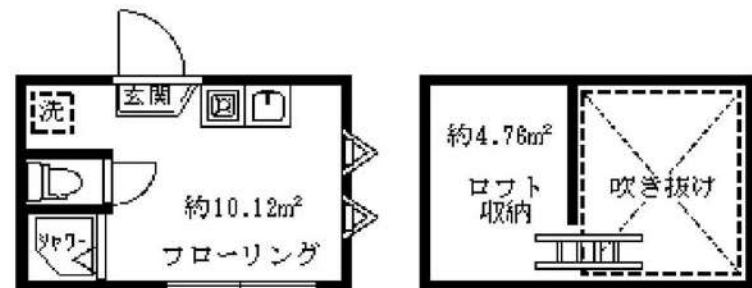 玄関
洗
約10.12m²
シャワー
フローリング
約4.76m²
ロフト
収納
吹き抜け